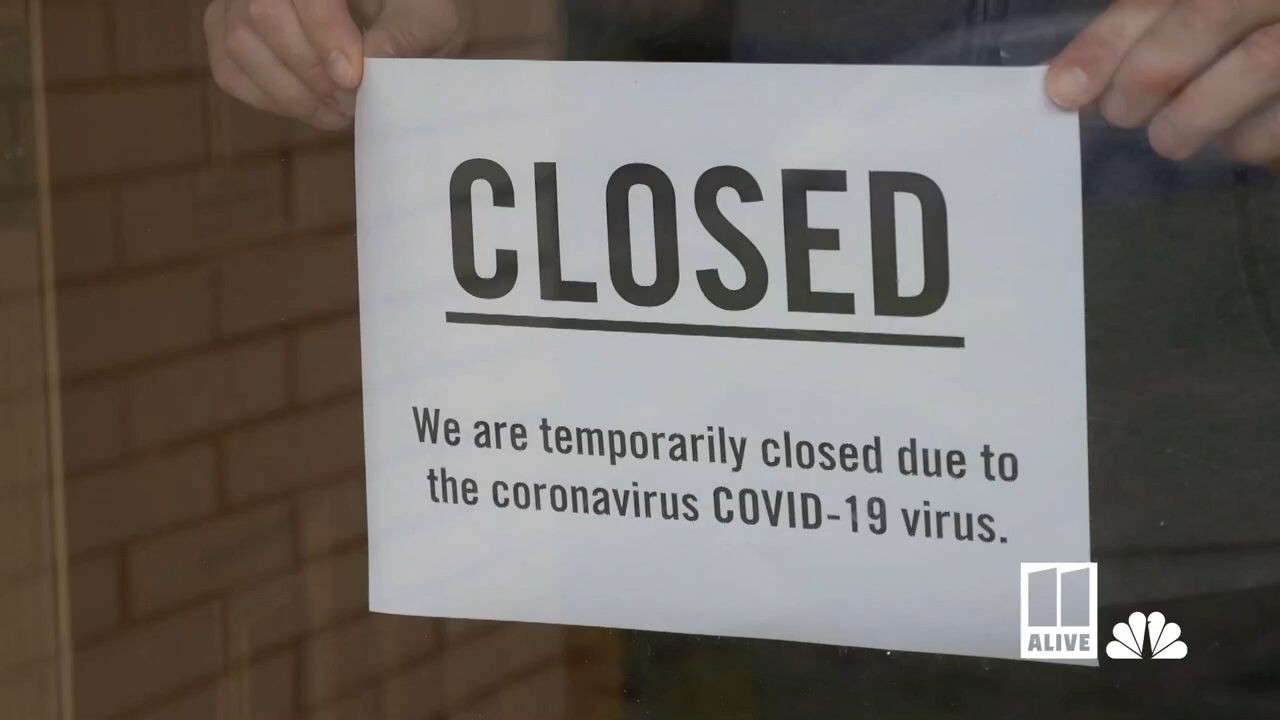 CLOSED
We are temporarily closed due to
the coronavirus COVID-19 virus.
11
ALIVE